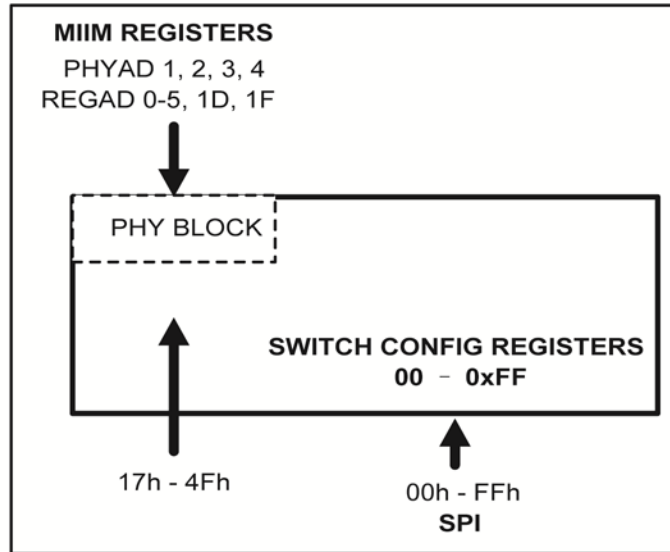 MIIM REGISTERS
PHYAD 1, 2, 3, 4
REGAD 0-5, 1D, 1F
PHY BLOCK
SWITCH CONFIG REGISTERS
00 - 0xFF
17h - 4Fh
00h - FFh
SPI